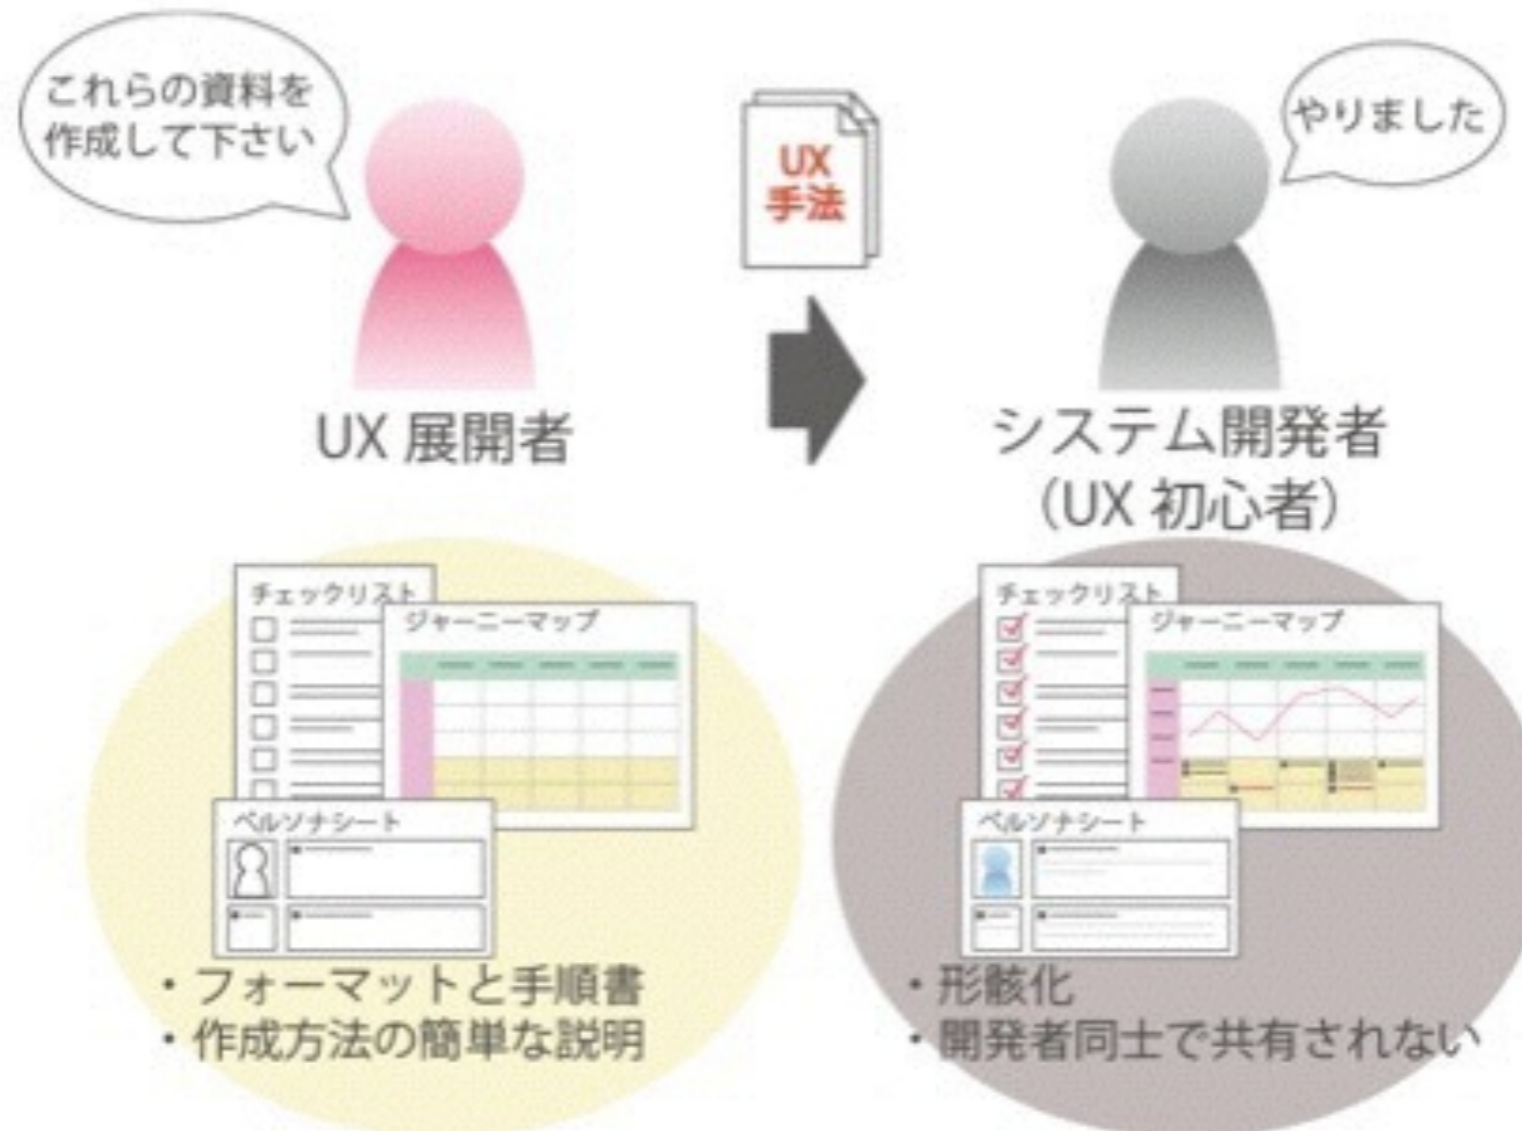 これらの資料を
作成して下さい
UX
手法
やりました
UX 展開者
システム開発者
（UX 初心者）
チェックリスト
ジャーニーマップ
ペルソナシート
・フォーマットと手順書
・作成方法の簡単な説明
チェックリスト
ジャーニーマップ
ペルソナシート
・形骸化
・開発者同士で共有されない